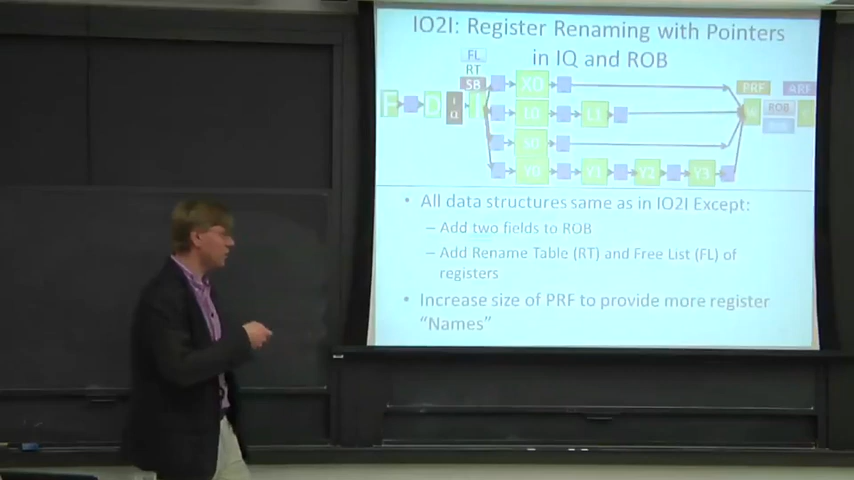 IO2I: Register Renaming with Pointers
in IQ and ROB
FL
RT
SB
PRF
ARF
F
D
I
Q
I
X0
L0
L1
S0
Y0
Y1
Y2
Y3
W
ROB
C
• All data structures same as in IO2I Except:
– Add two fields to ROB
– Add Rename Table (RT) and Free List (FL) of
registers
• Increase size of PRF to provide more register
"Names"